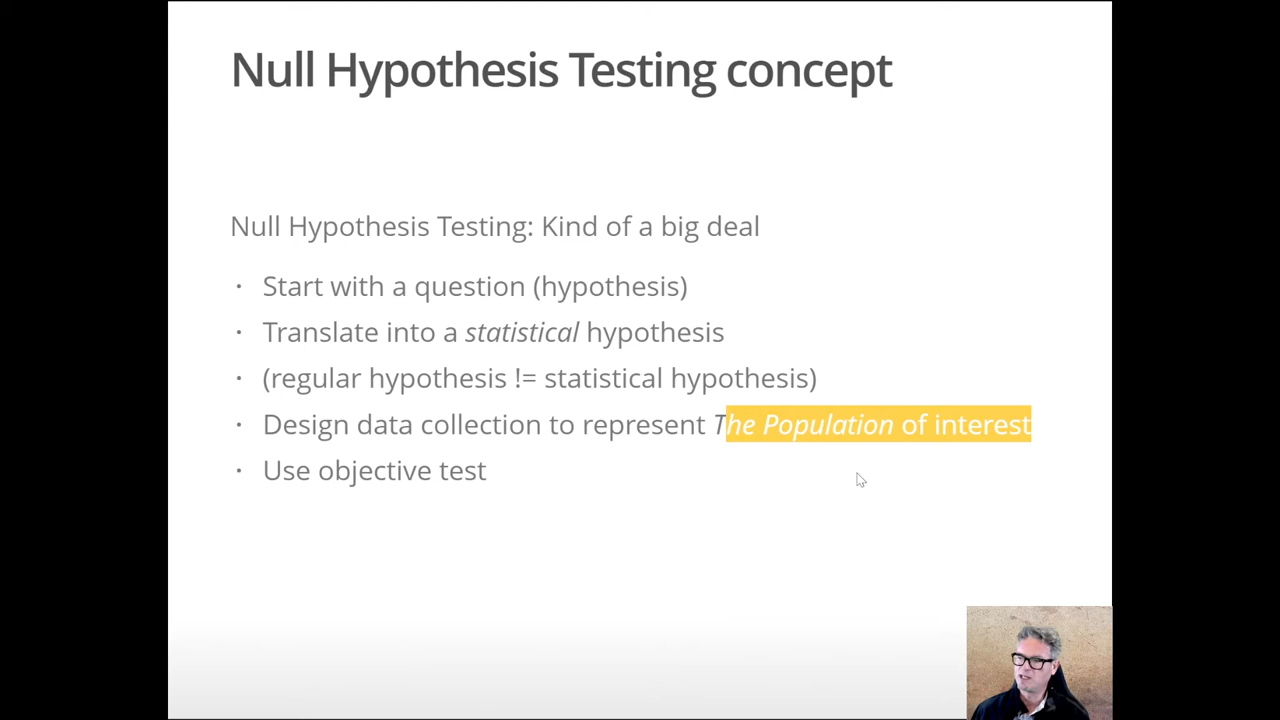 Null Hypothesis Testing concept
Null Hypothesis Testing: Kind of a big deal
· Start with a question (hypothesis)
· Translate into a statistical hypothesis
· (regular hypothesis != statistical hypothesis)
· Design data collection to represent The Population of interest
· Use objective test